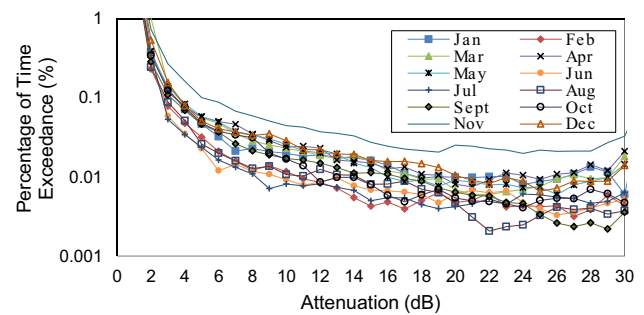 Percentage of Time
Exceedance (%)
1
0.1
0.01
0.001
Jan Feb
Mar Apr
May Jun
Jul Aug
Sept Oct
Nov Dec
0 2 4 6 8 10 12 14 16 18 20 22 24 26 28 30
Attenuation (dB)